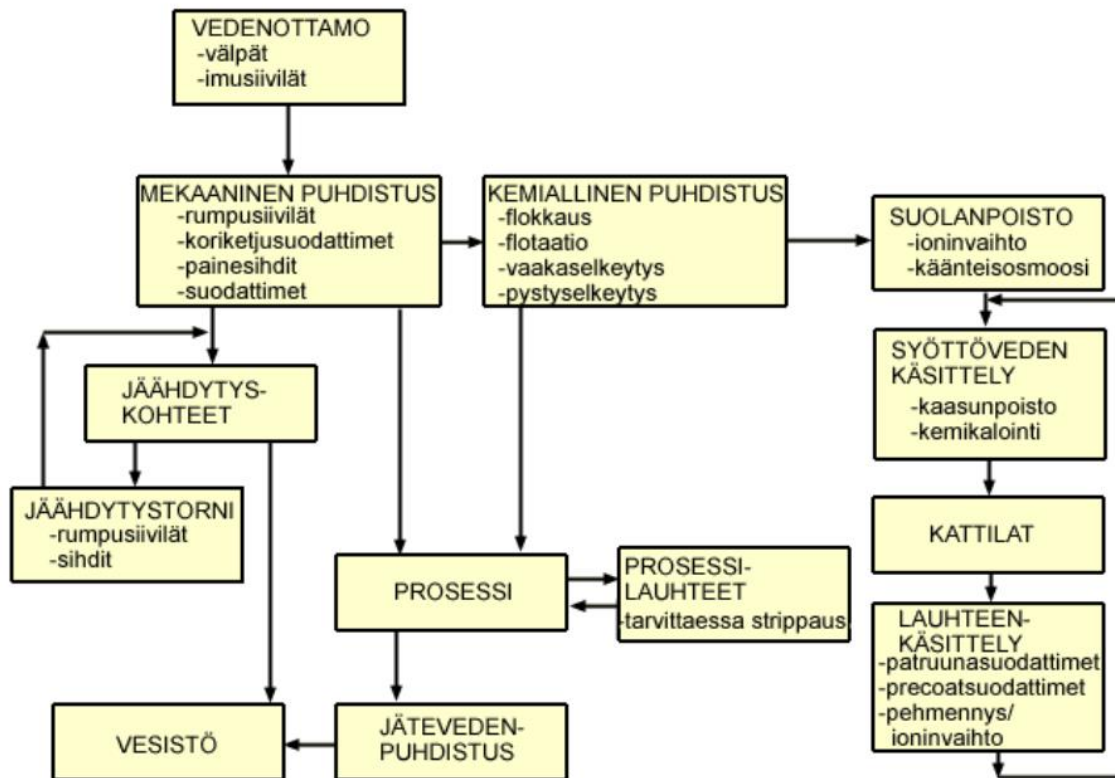 VEDENOTTAMO
-välpät
-imusiivilät
MEKAANINEN PUHDISTUS
-rumpusiivilät
-koriketjusuodattimet
-painesihdit
-suodattimet
KEMIALLINEN PUHDISTUS
-flokkaus
-flotaatio
-vaakaselkeytys
-pystyselkeytys
SUOLANPOISTO
-ioninvaihto
-käänteisosmoosi
JÄÄHDYTYS-
KOHTEET
SYÖTTÖVEDEN
KÄSITTELY
-kaasunpoisto
-kemikalointi
JÄÄHDYTYSTORNI
-rumpusiivilät
-sihdit
KATTILAT
PROSESSI
PROSESSI-
LAUHTEET
-tarvittaessa strippaus
LAUHTEEN-
KÄSITTELY
-patruunasuodattimet
-precoatsuodattimet
-pehmennys/
ioninvaihto
VESISTÖ
JÄTEVEDEN-
PUHDISTUS